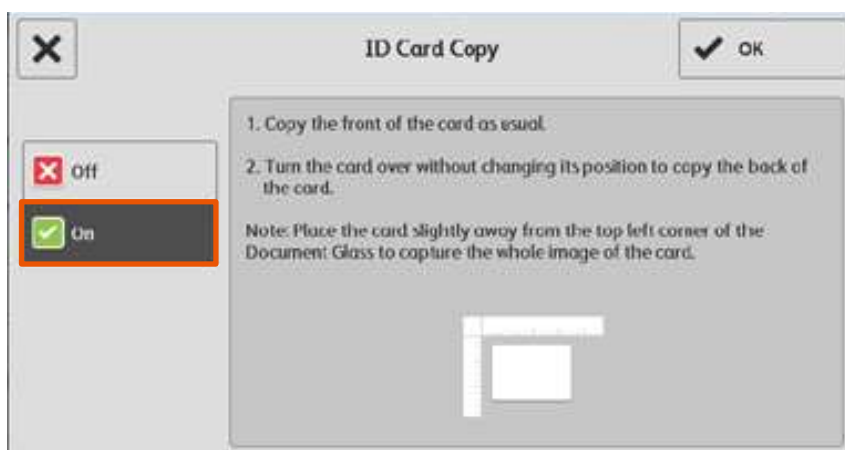 ID Card Copy
OK
Off
On
1. Copy the front of the card as usual.
2. Turn the card over without changing its position to copy the back of
the card.
Note: Place the card slightly away from the top left corner of the
Document Glass to capture the whole image of the card.